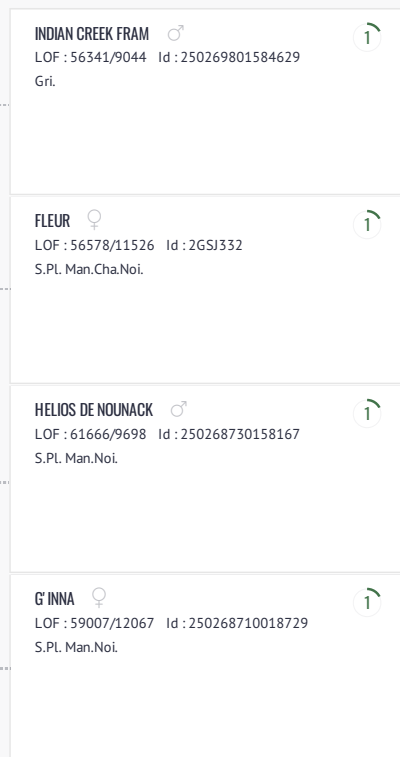 INDIAN CREEK FRAM ♂ 1
LOF : 56341/9044 Id : 250269801584629
Gri.
FLEUR ♀ 1
LOF : 56578/11526 Id : 2GSJ332
S.Pl. Man.Cha.Noi.
HELIOS DE NOUNACK ♂ 1
LOF : 61666/9698 Id : 250268730158167
S.Pl. Man.Noi.
G' INNA ♀ 1
LOF : 59007/12067 Id : 250268710018729
S.Pl. Man.Noi.